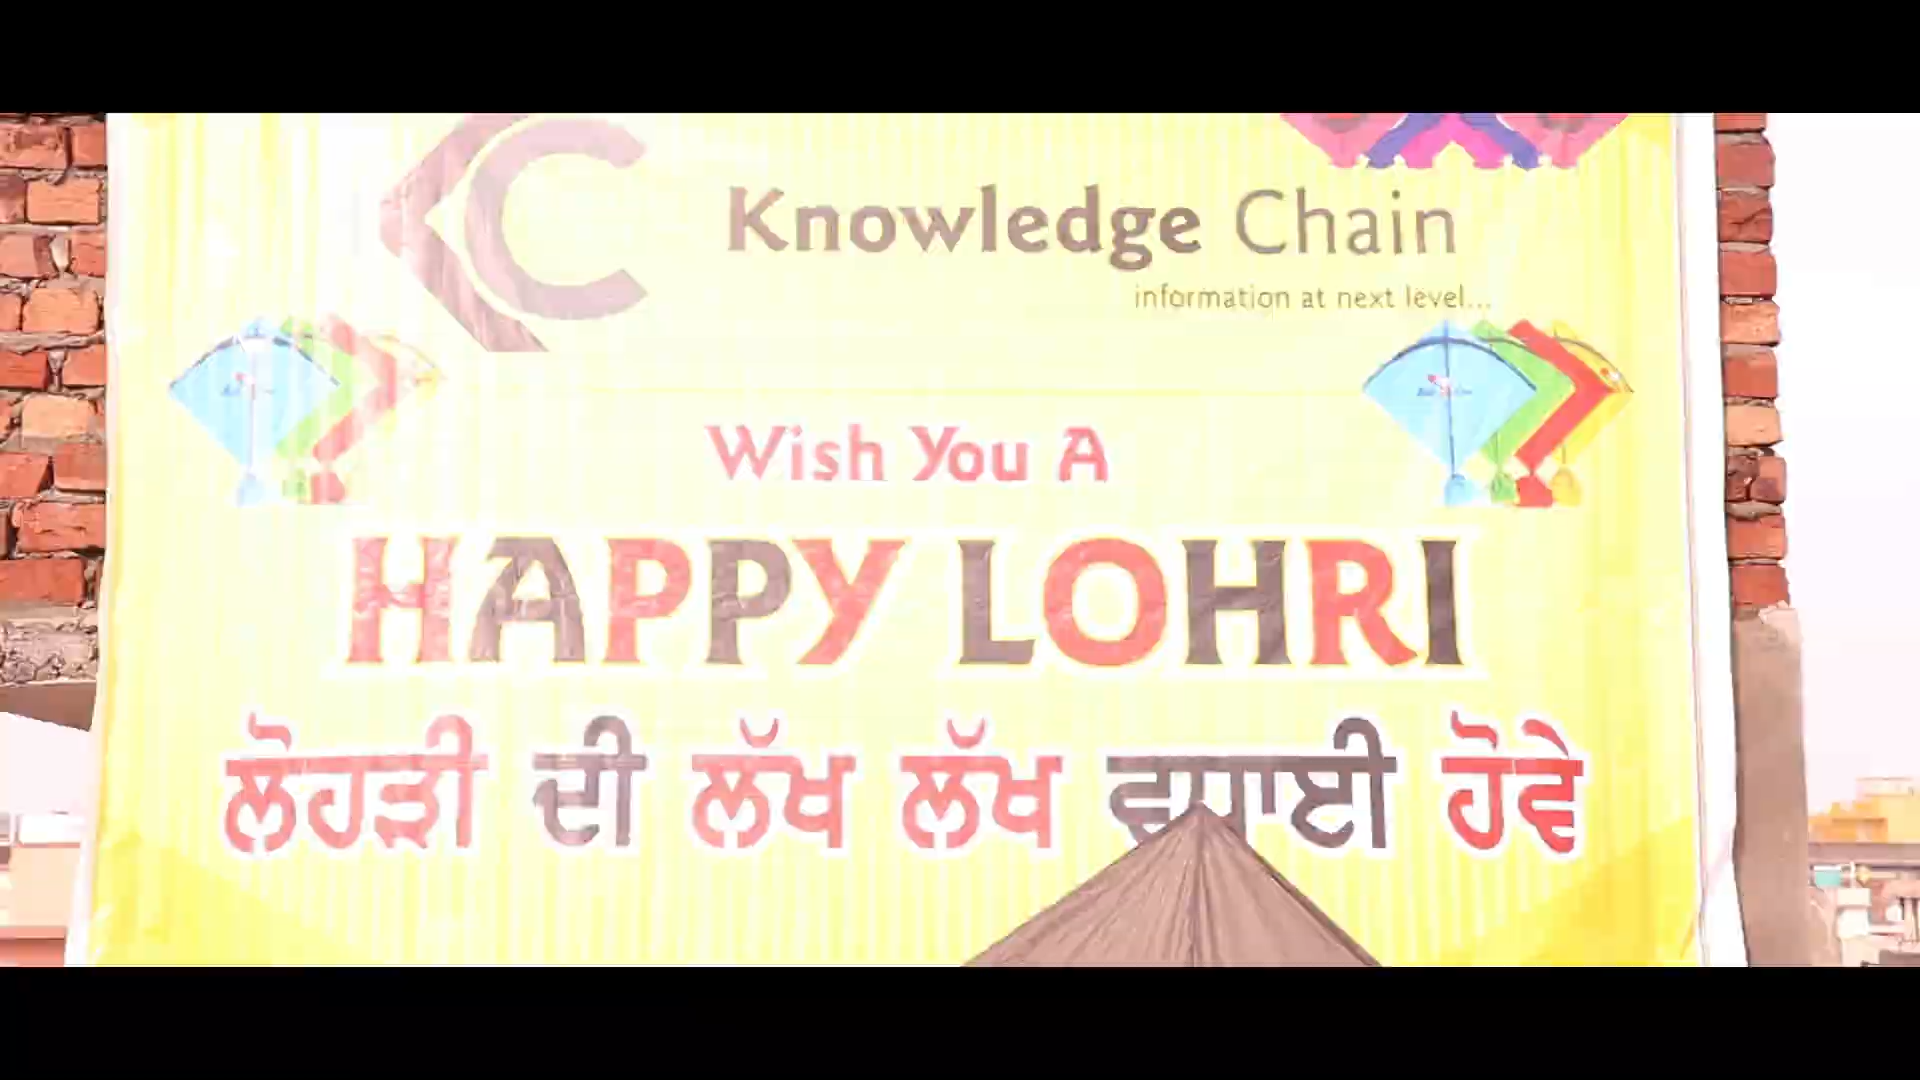 KC
Knowledge Chain
information at next level...
Wish You A
HAPPY LOHRI
ਲੋਹੜੀ ਦੀ ਲੱਖ ਲੱਖ ਵਧਾਈ ਹੋਵੇ